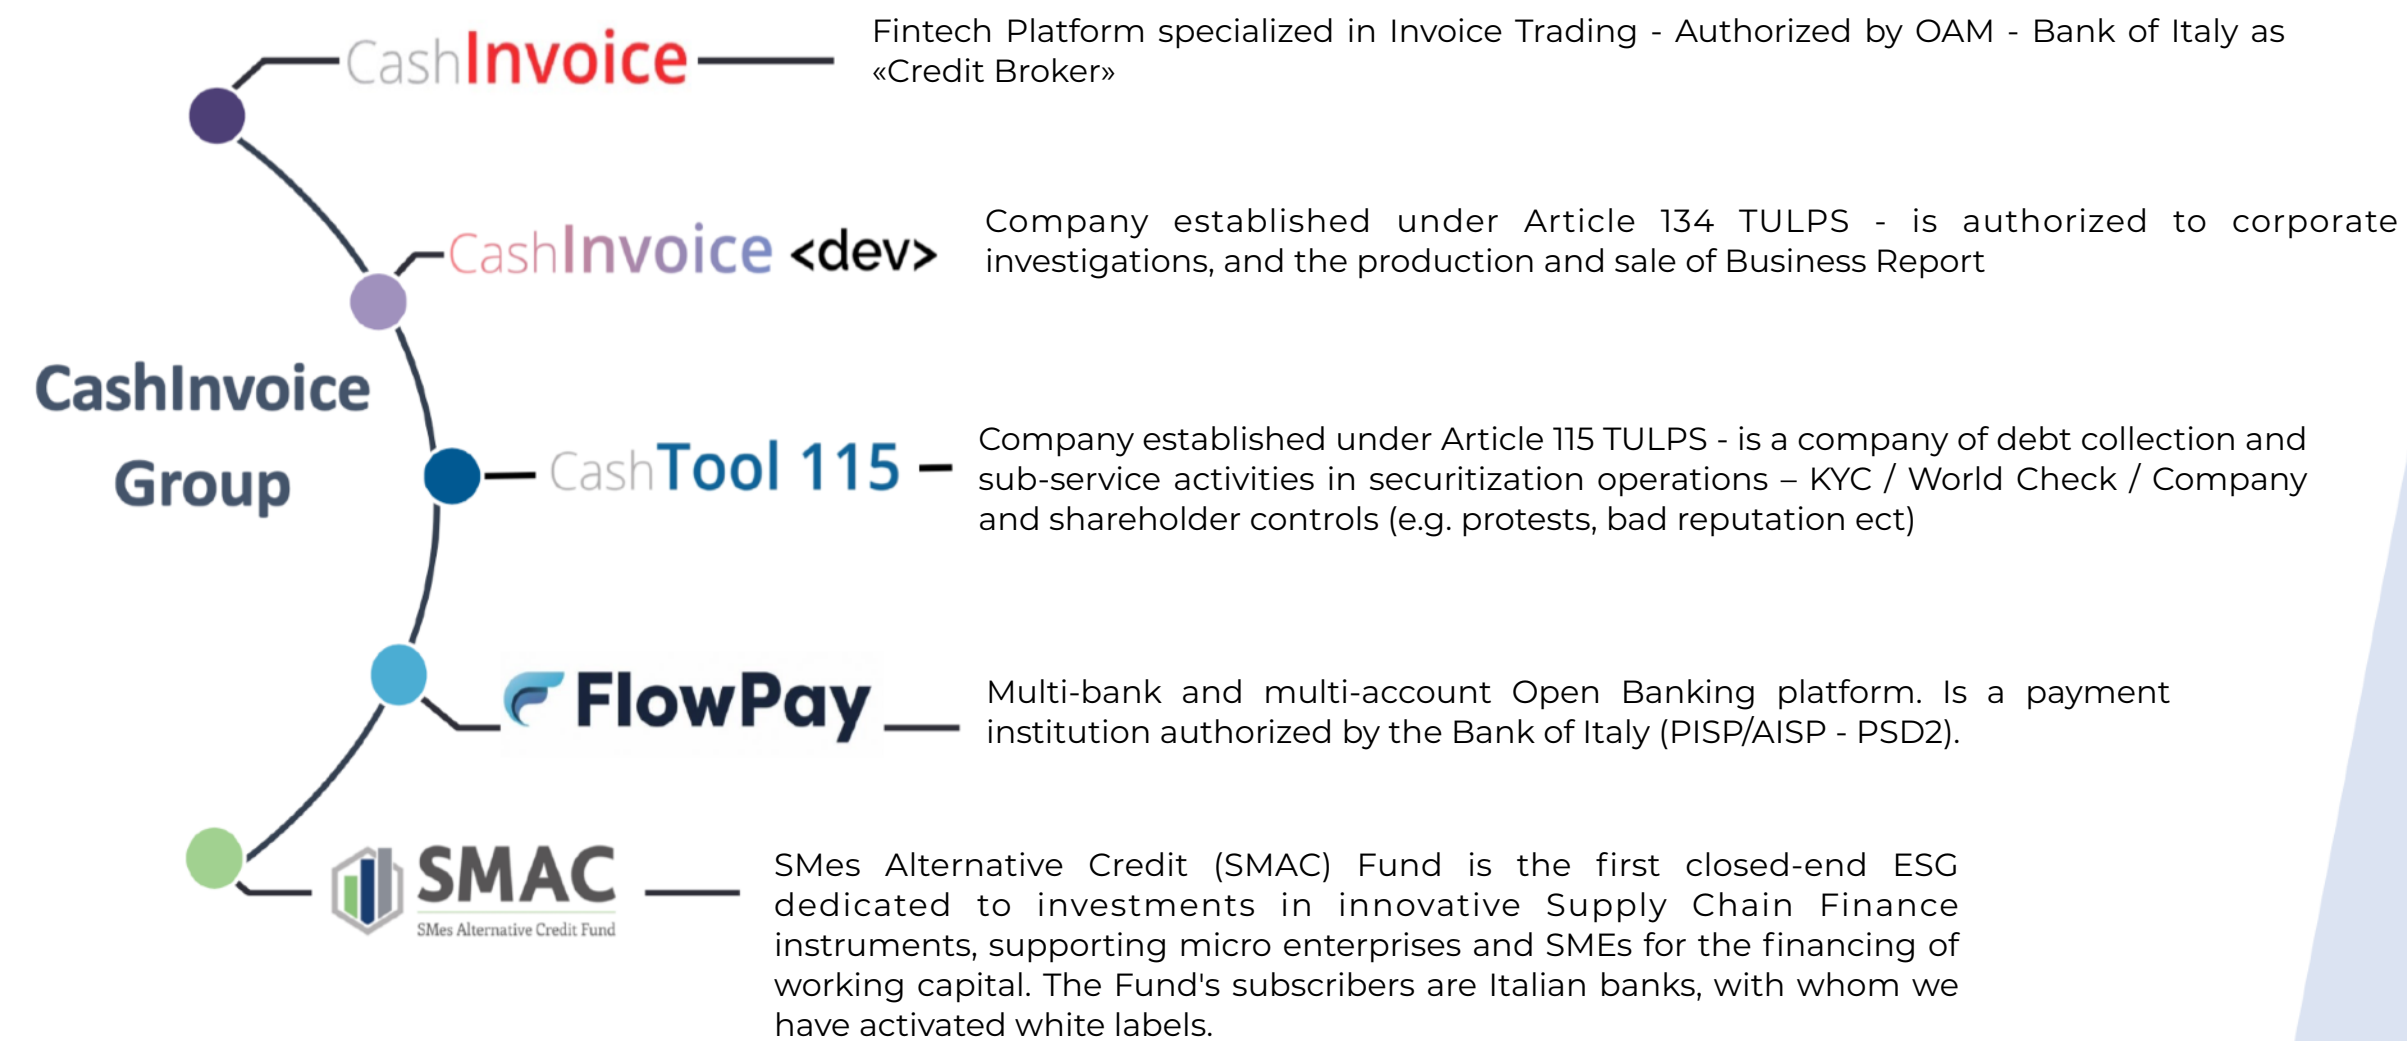 CashInvoice
Fintech Platform specialized in Invoice Trading - Authorized by OAM - Bank of Italy as
«Credit Broker»
CashInvoice <dev>
Company established under Article 134 TULPS - is authorized to corporate
investigations, and the production and sale of Business Report
CashInvoice
Group
CashTool 115
Company established under Article 115 TULPS - is a company of debt collection and
sub-service activities in securitization operations – KYC / World Check / Company
and shareholder controls (e.g. protests, bad reputation ect)
FlowPay
Multi-bank and multi-account Open Banking platform. Is a payment
institution authorized by the Bank of Italy (PISP/AISP - PSD2).
SMAC
SMes Alternative Credit Fund
SMes Alternative Credit (SMAC) Fund is the first closed-end ESG
dedicated to investments in innovative Supply Chain Finance
instruments, supporting micro enterprises and SMEs for the financing of
working capital. The Fund's subscribers are Italian banks, with whom we
have activated white labels.